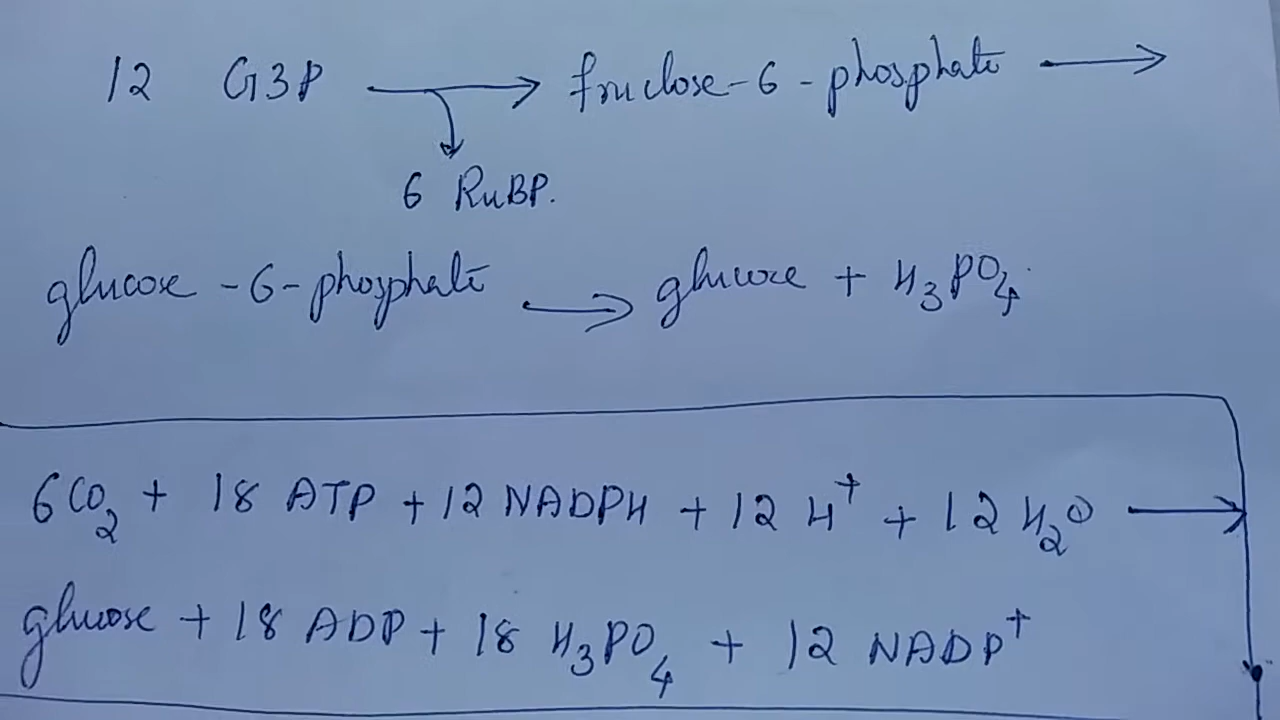 12 G3P ⟶ fructose-6-phosphate ⟶
6 RuBP.
glucose-6-phosphate ⟶ glucose + H₃PO₄.
6CO₂ + 18 ATP + 12 NADPH + 12 H⁺ + 12 H₂O ⟶
glucose + 18 ADP + 18 H₃PO₄ + 12 NADP⁺